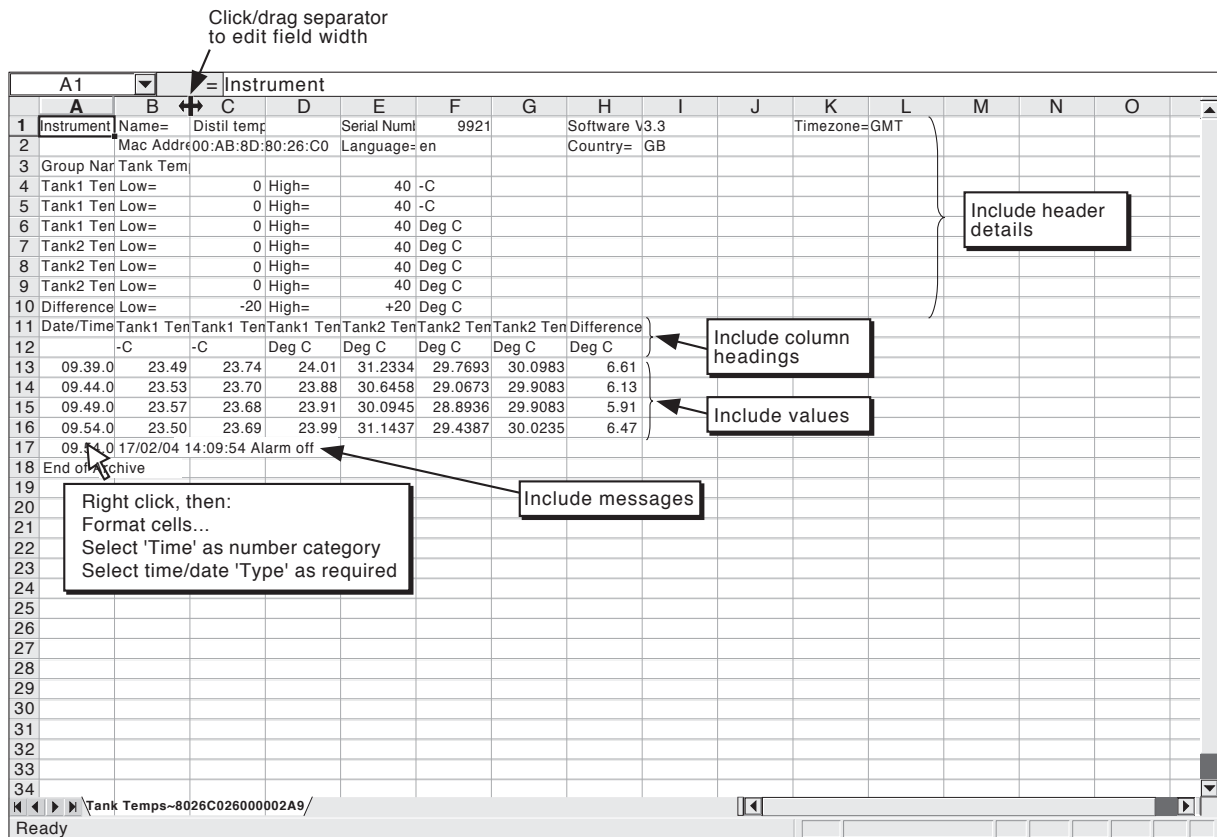 Click/drag separator
to edit field width
A1 = Instrument
A B C D E F G H I J K L M N O
1 Instrument Name= Distil temp Serial Numb 9921 Software V 3.3 Timezone= GMT
2 Mac Addre 00:AB:8D:80:26:C0 Language= en Country= GB
3 Group Nar Tank Tem
4 Tank1 Ten Low= 0 High= 40 -C
5 Tank1 Ten Low= 0 High= 40 -C
6 Tank1 Ten Low= 0 High= 40 Deg C
7 Tank2 Ten Low= 0 High= 40 Deg C
8 Tank2 Ten Low= 0 High= 40 Deg C
9 Tank2 Ten Low= 0 High= 40 Deg C
10 Difference Low= -20 High= +20 Deg C
Include header
details
11 Date/Time Tank1 Ten Tank1 Ten Tank1 Ten Tank2 Ten Tank2 Ten Tank2 Ten Difference
12 -C -C Deg C Deg C Deg C Deg C Deg C
Include column
headings
13 09.39.0 23.49 23.74 24.01 31.2334 29.7693 30.0983 6.61
14 09.44.0 23.53 23.70 23.88 30.6458 29.0673 29.9083 6.13
15 09.49.0 23.57 23.68 23.91 30.0945 28.8936 29.9083 5.91
16 09.54.0 23.50 23.69 23.99 31.1437 29.4387 30.0235 6.47
Include values
17 09.54.0 17/02/04 14:09:54 Alarm off
18 End of Archive
Include messages
19
20
21
22
23
24
25
26
27
28
29
30
31
32
33
34
Right click, then:
Format cells...
Select 'Time' as number category
Select time/date 'Type' as required
Tank Temps~8026C026000002A9
Ready